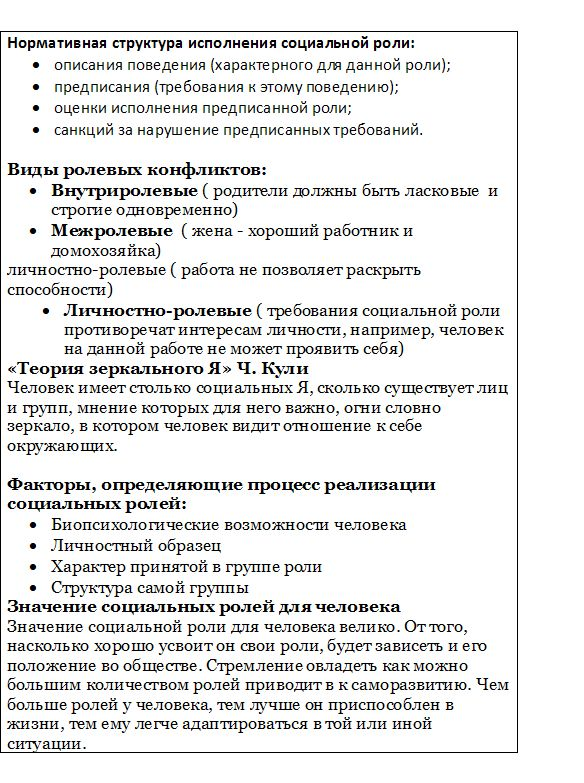 Нормативная структура исполнения социальной роли:
• описания поведения (характерного для данной роли);
• предписания (требования к этому поведению);
• оценки исполнения предписанной роли;
• санкций за нарушение предписанных требований.
Виды ролевых конфликтов:
• Внутриролевые ( родители должны быть ласковые и
строгие одновременно)
• Межролевые ( жена - хороший работник и
домохозяйка)
личностно-ролевые ( работа не позволяет раскрыть
способности)
• Личностно-ролевые ( требования социальной роли
противоречат интересам личности, например, человек
на данной работе не может проявить себя)
«Теория зеркального Я» Ч. Кули
Человек имеет столько социальных Я, сколько существует лиц
и групп, мнение которых для него важно, огни словно
зеркало, в котором человек видит отношение к себе
окружающих.
Факторы, определяющие процесс реализации
социальных ролей:
• Биопсихологические возможности человека
• Личностный образец
• Характер принятой в группе роли
• Структура самой группы
Значение социальных ролей для человека
Значение социальной роли для человека велико. От того,
насколько хорошо усвоит он свои роли, будет зависеть и его
положение во обществе. Стремление овладеть как можно
большим количеством ролей приводит в к саморазвитию. Чем
больше ролей у человека, тем лучше он приспособлен в
жизни, тем ему легче адаптироваться в той или иной
ситуации.